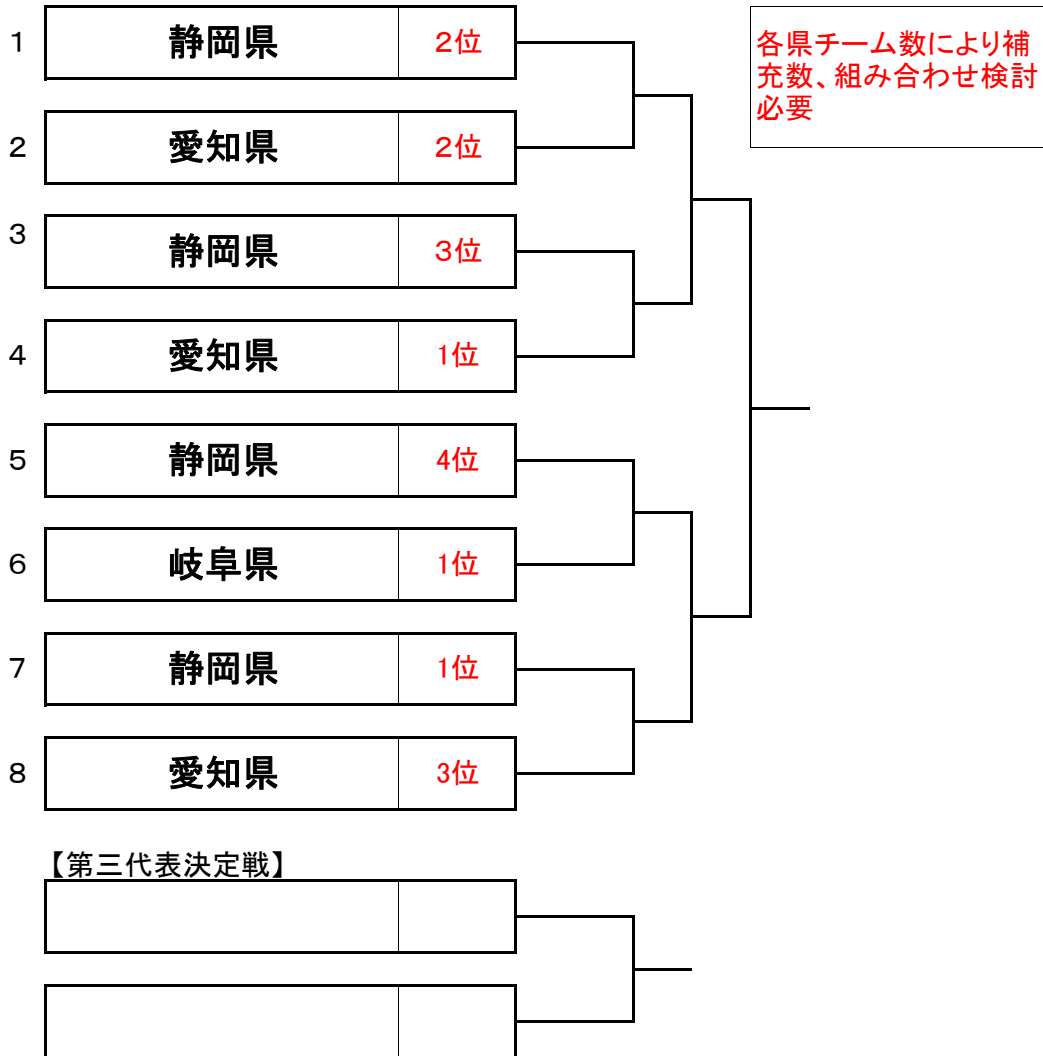 1 静岡県 2位
各県チーム数により補
充数、組み合わせ検討
必要
2 愛知県 2位
3 静岡県 3位
4 愛知県 1位
5 静岡県 4位
6 岐阜県 1位
7 静岡県 1位
8 愛知県 3位
【第三代表決定戦】